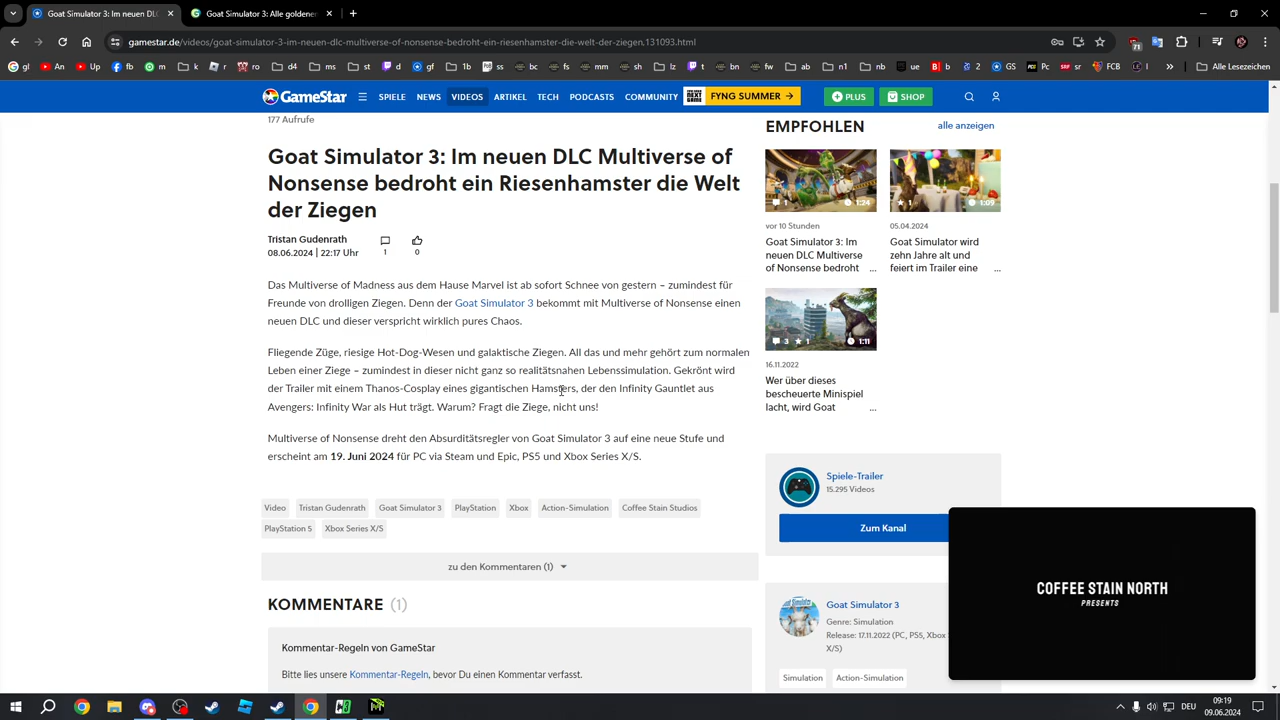 Goat Simulator 3: Im neuen DLC
Goat Simulator 3: Alle goldenen
gamestar.de/videos/goat-simulator-3-im-neuen-dlc-multiverse-of-nonsense-bedroht-ein-riesenhamster-die-welt-der-ziegen,131093.html
Alle Lesezeichen
GameStar SPIELE NEWS VIDEOS ARTIKEL TECH PODCASTS COMMUNITY FYNG SUMMER → PLUS SHOP
177 Aufrufe
Goat Simulator 3: Im neuen DLC Multiverse of
Nonsense bedroht ein Riesenhamster die Welt
der Ziegen
Tristan Gudenrath
08.06.2024 | 22:17 Uhr
1
0
Das Multiverse of Madness aus dem Hause Marvel ist ab sofort Schnee von gestern – zumindest für
Freunde von drolligen Ziegen. Denn der Goat Simulator 3 bekommt mit Multiverse of Nonsense einen
neuen DLC und dieser verspricht wirklich pures Chaos.
Fliegende Züge, riesige Hot-Dog-Wesen und galaktische Ziegen. All das und mehr gehört zum normalen
Leben einer Ziege – zumindest in dieser nicht ganz so realitätsnahen Lebenssimulation. Gekrönt wird
der Trailer mit einem Thanos-Cosplay eines gigantischen Hamsters, der den Infinity Gauntlet aus
Avengers: Infinity War als Hut trägt. Warum? Fragt die Ziege, nicht uns!
Multiverse of Nonsense dreht den Absurditätsregler von Goat Simulator 3 auf eine neue Stufe und
erscheint am 19. Juni 2024 für PC via Steam und Epic, PS5 und Xbox Series X/S.
Video Tristan Gudenrath Goat Simulator 3 PlayStation Xbox Action-Simulation Coffee Stain Studios
PlayStation 5 Xbox Series X/S
zu den Kommentaren (1)
KOMMENTARE (1)
Kommentar-Regeln von GameStar
Bitte lies unsere Kommentar-Regeln, bevor Du einen Kommentar verfasst.
EMPFOHLEN alle anzeigen
1 1:24
1 1:09
vor 10 Stunden
Goat Simulator 3: Im
neuen DLC Multiverse
of Nonsense bedroht ...
05.04.2024
Goat Simulator wird
zehn Jahre alt und
feiert im Trailer eine ...
3 1 1:11
16.11.2022
Wer über dieses
bescheuerte Minispiel
lacht, wird Goat ...
Spiele-Trailer
15.295 Videos
Zum Kanal
Goat Simulator 3
Genre: Simulation
Release: 17.11.2022 (PC, PS5, Xbox
X/S)
Simulation Action-Simulation
COFFEE STAIN NORTH
PRESENTS
DEU
09:19
09.06.2024